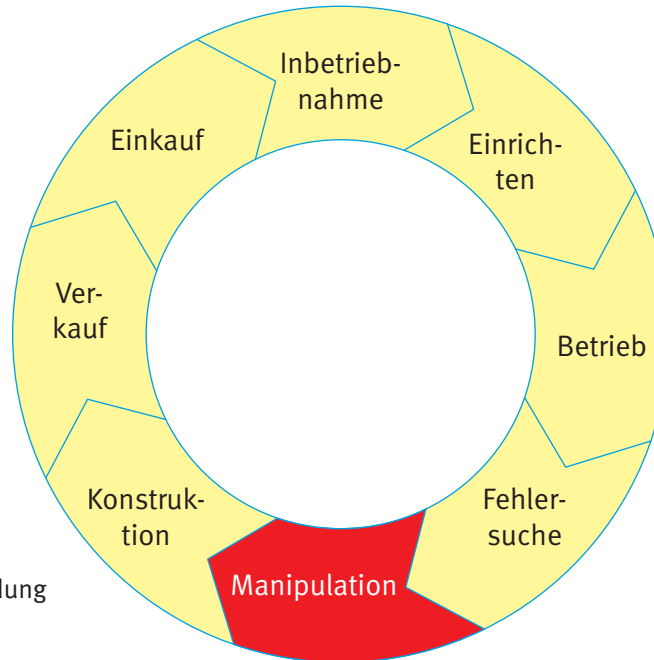 Inbetrieb-
nahme
Einrich-
ten
Betrieb
Fehler-
suche
Manipulation
Konstruk-
tion
Ver-
kauf
Einkauf